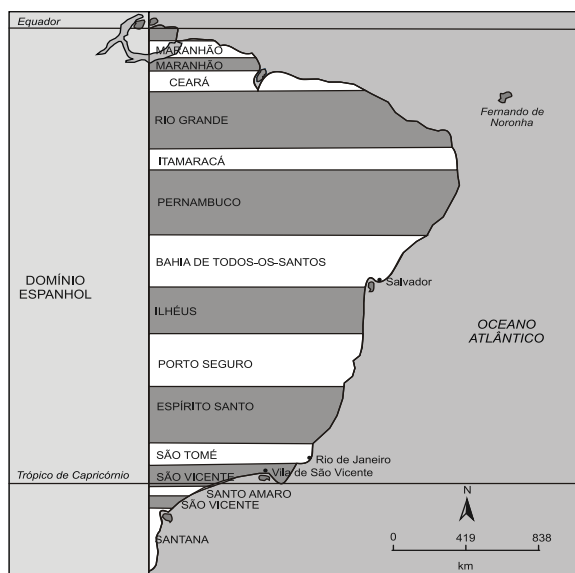 Equador
MARANHÃO
MARANHÃO
CEARÁ
Fernando de
Noronha
RIO GRANDE
ITAMARACÁ
PERNAMBUCO
BAHIA DE TODOS-OS-SANTOS
Salvador
DOMÍNIO
ESPANHOL
ILHÉUS
OCEANO
ATLÂNTICO
PORTO SEGURO
ESPÍRITO SANTO
SÃO TOMÉ
Rio de Janeiro
Trópico de Capricórnio
SÃO VICENTE
Vila de São Vicente
SANTO AMARO
SÃO VICENTE
SANTANA
N
0 419 838
km